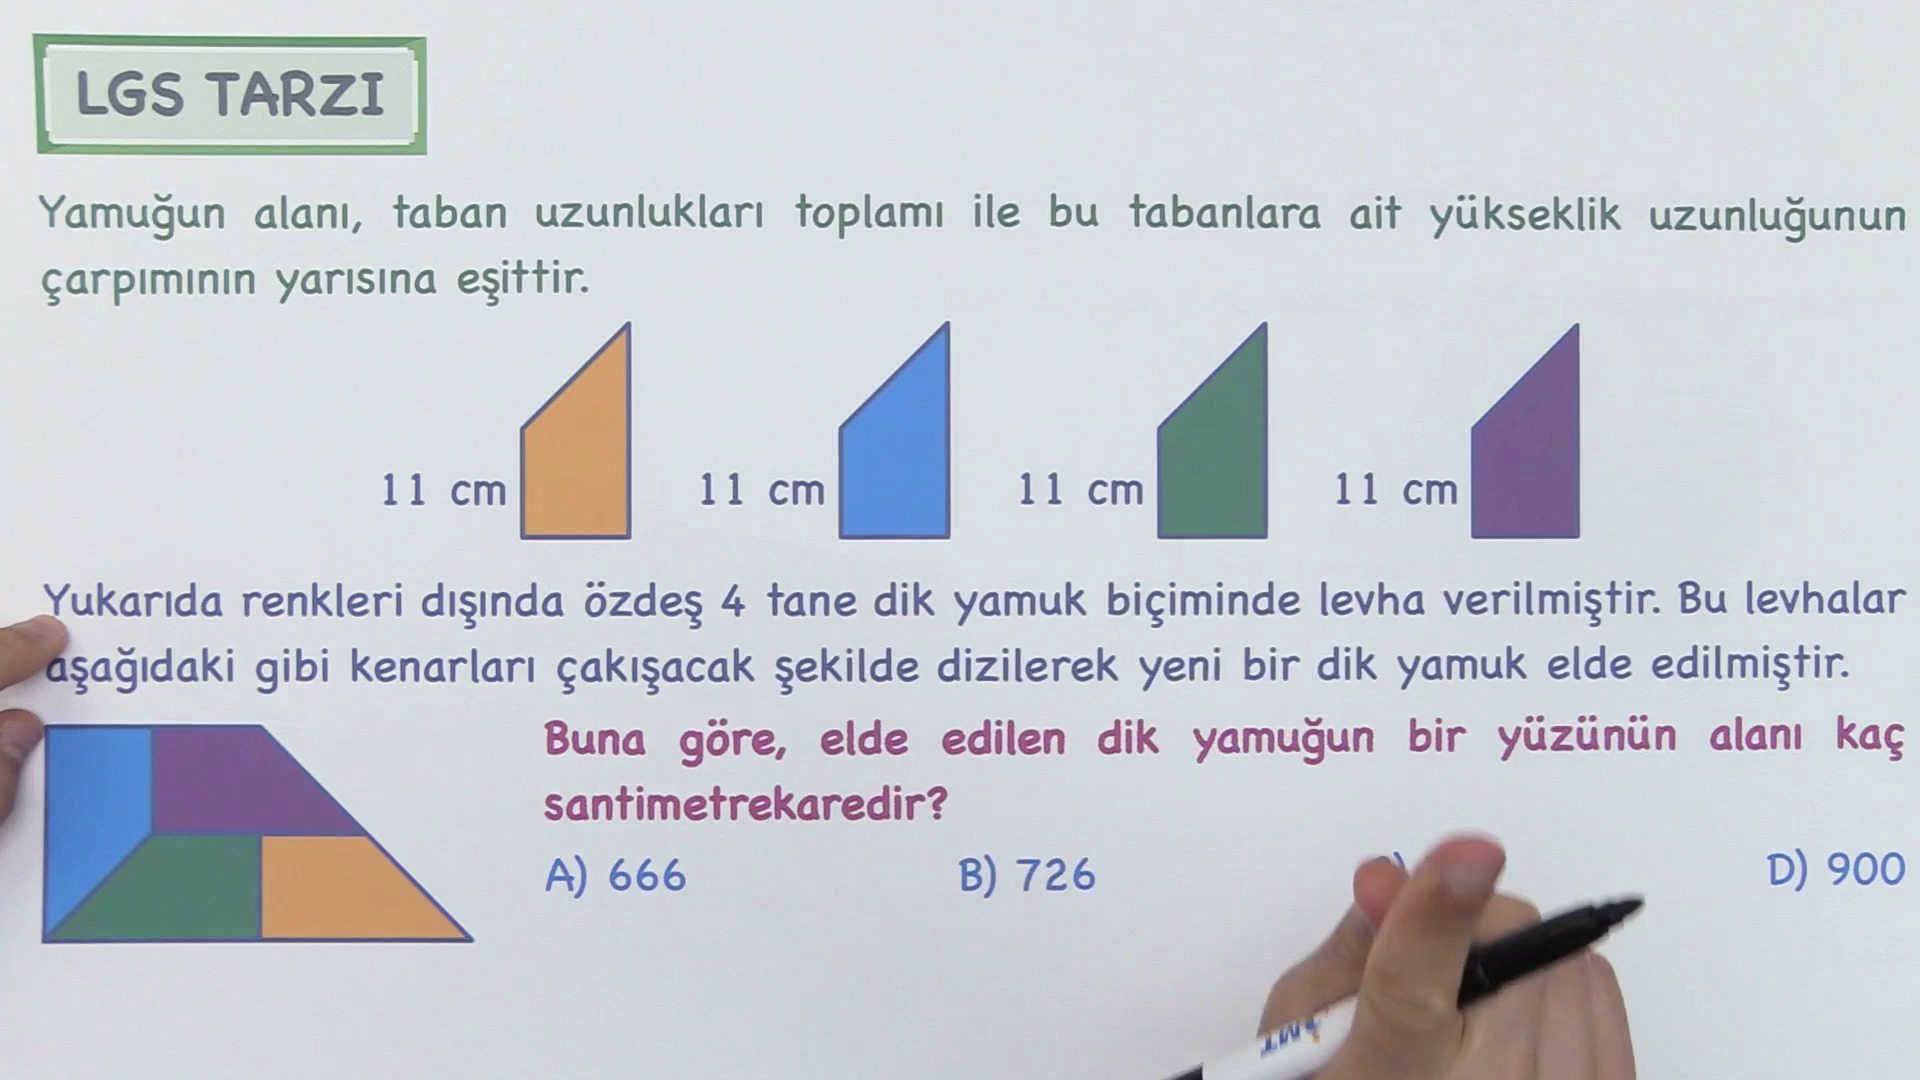 LGS TARZI
Yamuğun alanı, taban uzunlukları toplamı ile bu tabanlara ait yükseklik uzunluğunun
çarpımının yarısına eşittir.
11 cm 11 cm 11 cm 11 cm
Yukarıda renkleri dışında özdeş 4 tane dik yamuk biçiminde levha verilmiştir. Bu levhalar
aşağıdaki gibi kenarları çakışacak şekilde dizilerek yeni bir dik yamuk elde edilmiştir.
Buna göre, elde edilen dik yamuğun bir yüzünün alanı kaç
santimetrekaredir?
A) 666 B) 726 D) 900